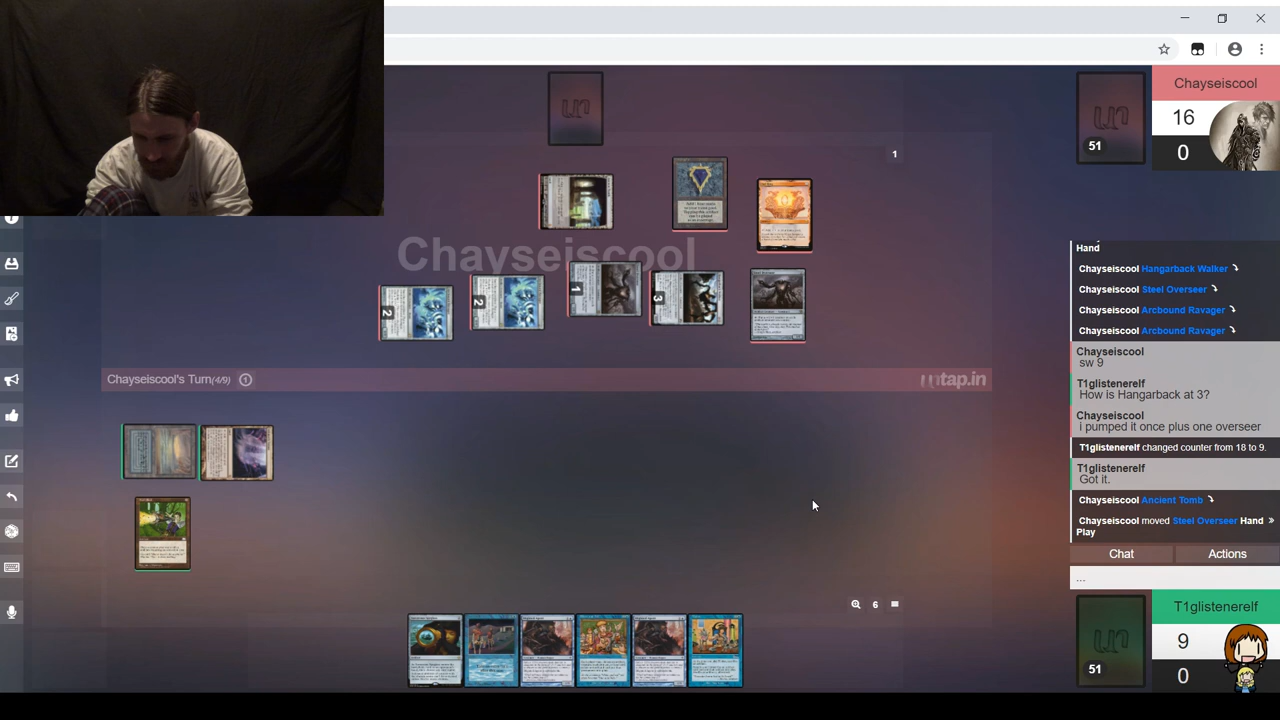 Chayseiscool
16
0
51
1
Chayseiscool
2
2
1
3
Chayseiscool's Turn(4/9) 1
untap.in
Hand
Chayseiscool Hangarback Walker
Chayseiscool Steel Overseer
Chayseiscool Arcbound Ravager
Chayseiscool Arcbound Ravager
Chayseiscool
sw 9
T1glistenerelf
How is Hangarback at 3?
Chayseiscool
i pumped it once plus one overseer
T1glistenerelf changed counter from 18 to 9.
T1glistenerelf
Got it.
Chayseiscool Ancient Tomb
Chayseiscool moved Steel Overseer Hand »
Play
Chat Actions
...
6
T1glistenerelf
9
0
51